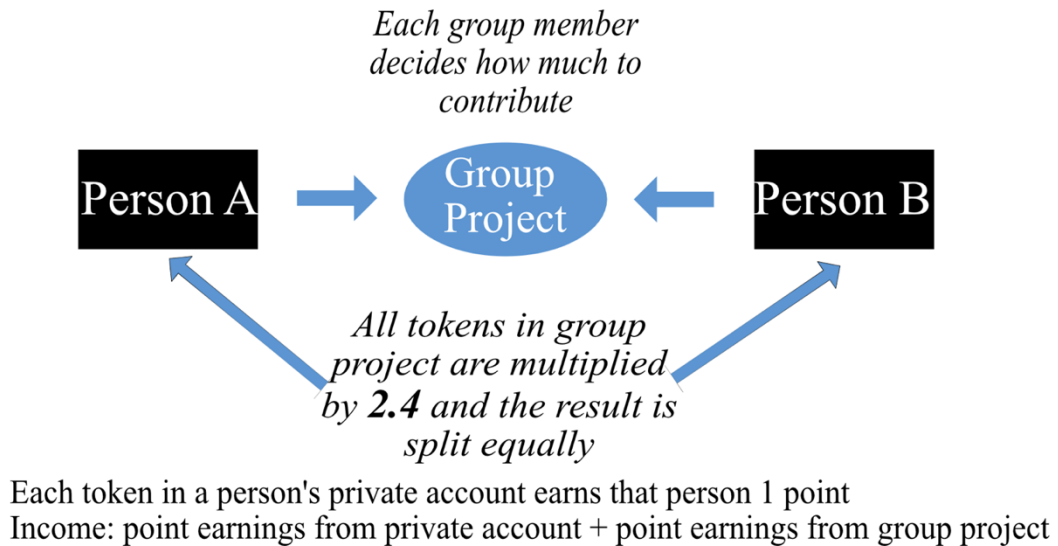 Each group member
decides how much to
contribute
Person A
Group
Project
Person B
All tokens in group
project are multiplied
by 2.4 and the result is
split equally
Each token in a person's private account earns that person 1 point
Income: point earnings from private account + point earnings from group project